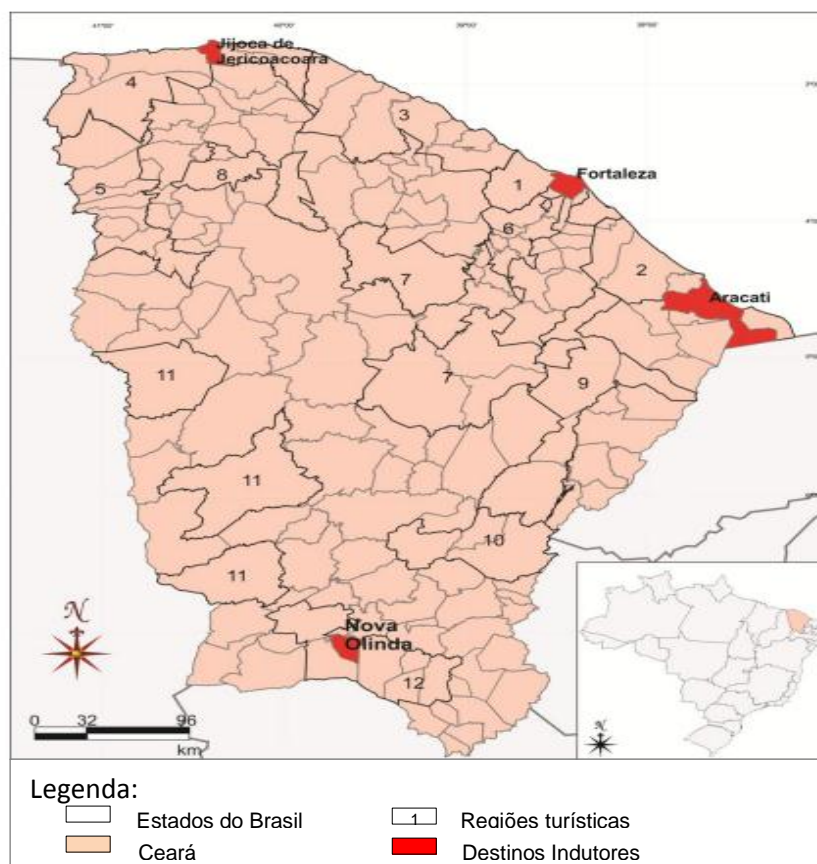 Jijoca de
Jericoacoara
4
3
Fortaleza
1
8
5
6
2
7
Aracati
7
11
9
11
10
11
N
Nova
Olinda
12
0 32 96
km
N
Legenda:
Estados do Brasil
1 Regiões turísticas
Ceará
Destinos Indutores